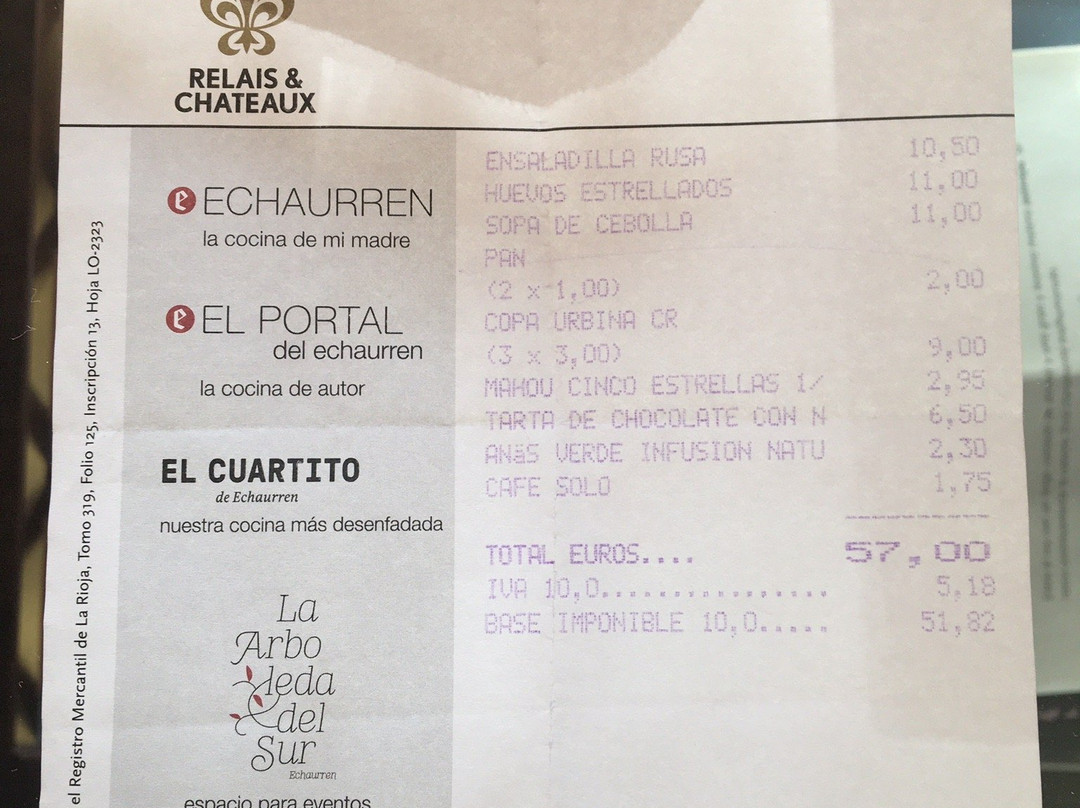 RELAIS &
CHATEAUX
el Registro Mercantil de La Rioja, Tomo 319, Folio 125, Inscripción 13, Hoja LO-2323
e ECHAURREN
la cocina de mi madre
e EL PORTAL
del echaurren
la cocina de autor
EL CUARTITO
de Echaurren
nuestra cocina más desenfadada
La
Arbo
leda
del
Sur
Echaurren
espacio para eventos
ENSALADILLA RUSA 10,50
HUEVOS ESTRELLADOS 11,00
SOPA DE CEBOLLA 11,00
PAN
(2 x 1,00) 2,00
COPA URBINA CR
(3 x 3,00) 9,00
MAHOU CINCO ESTRELLAS 1/ 2,95
TARTA DE CHOCOLATE CON N 6,50
ANäS VERDE INFUSION NATU 2,30
CAFE SOLO 1,75
TOTAL EUROS.... 57,00
IVA 10,0................ 5,18
BASE IMPONIBLE 10,0..... 51,82